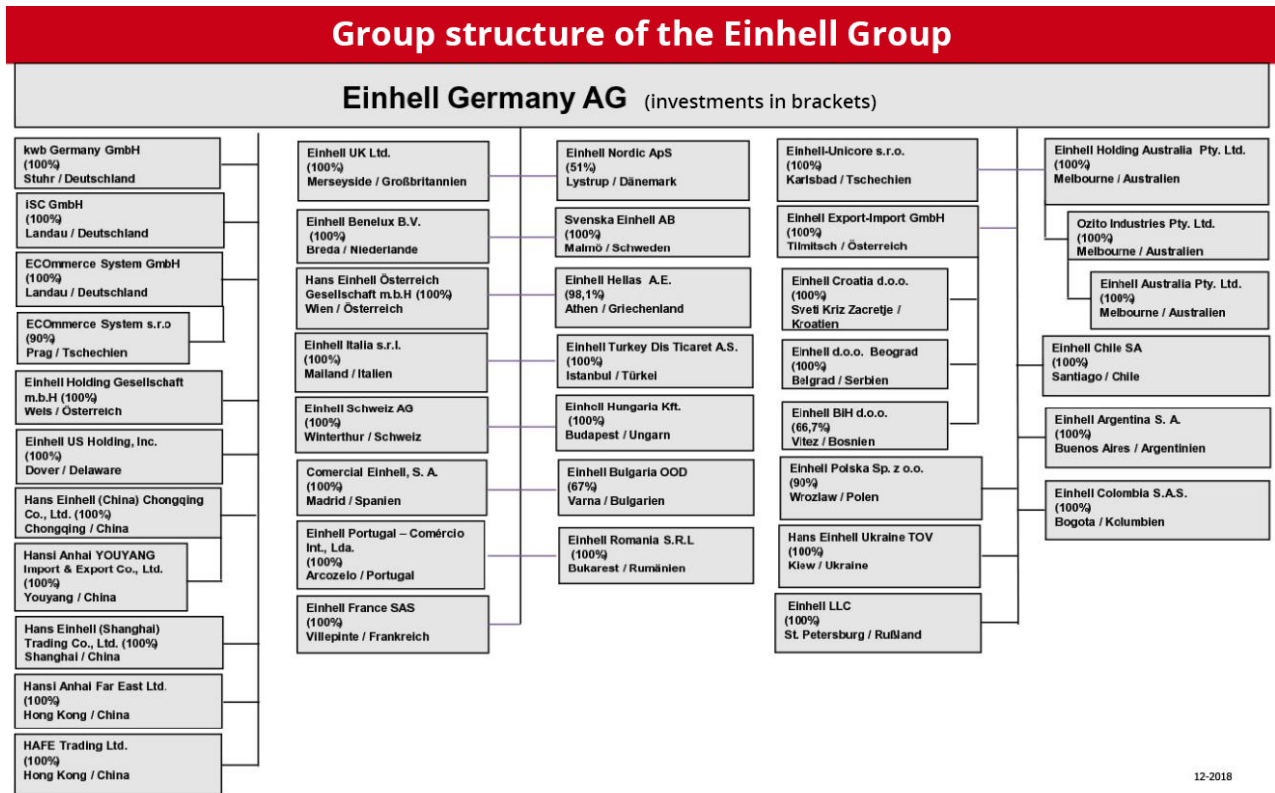 Group structure of the Einhell Group
Einhell Germany AG (investments in brackets)
kwb Germany GmbH
(100%)
Stuhr / Deutschland
iSC GmbH
(100%)
Landau / Deutschland
ECOmmerce System GmbH
(100%)
Landau / Deutschland
ECOmmerce System s.r.o
(90%)
Prag / Tschechien
Einhell Holding Gesellschaft
m.b.H (100%)
Wels / Österreich
Einhell US Holding, Inc.
(100%)
Dover / Delaware
Hans Einhell (China) Chongqing
Co., Ltd. (100%)
Chongqing / China
Hansi Anhai YOUYANG
Import & Export Co., Ltd.
(100%)
Youyang / China
Hans Einhell (Shanghai)
Trading Co., Ltd. (100%)
Shanghai / China
Hansi Anhai Far East Ltd.
(100%)
Hong Kong / China
HAFE Trading Ltd.
(100%)
Hong Kong / China
Einhell UK Ltd.
(100%)
Merseyside / Großbritannien
Einhell Benelux B.V.
(100%)
Breda / Niederlande
Hans Einhell Österreich
Gesellschaft m.b.H (100%)
Wien / Österreich
Einhell Italia s.r.l.
(100%)
Mailand / Italien
Einhell Schweiz AG
(100%)
Winterthur / Schweiz
Comercial Einhell, S. A.
(100%)
Madrid / Spanien
Einhell Portugal – Comércio
Int., Lda.
(100%)
Arcozelo / Portugal
Einhell France SAS
(100%)
Villepinte / Frankreich
Einhell Nordic ApS
(51%)
Lystrup / Dänemark
Svenska Einhell AB
(100%)
Malmö / Schweden
Einhell Hellas A.E.
(98,1%)
Athen / Griechenland
Einhell Turkey Dis Ticaret A.S.
(100%)
Istanbul / Türkei
Einhell Hungaria Kft.
(100%)
Budapest / Ungarn
Einhell Bulgaria OOD
(67%)
Varna / Bulgarien
Einhell Romania S.R.L
(100%)
Bukarest / Rumänien
Einhell-Unicore s.r.o.
(100%)
Karlsbad / Tschechien
Einhell Export-Import GmbH
(100%)
Tilmitsch / Österreich
Einhell Croatia d.o.o.
(100%)
Sveti Kriz Zacretje /
Kroatien
Einhell d.o.o. Beograd
(100%)
Belgrad / Serbien
Einhell BiH d.o.o.
(66,7%)
Vitez / Bosnien
Einhell Polska Sp. z o.o.
(90%)
Wrozlaw / Polen
Hans Einhell Ukraine TOV
(100%)
Kiew / Ukraine
Einhell LLC
(100%)
St. Petersburg / Rußland
Einhell Holding Australia Pty. Ltd.
(100%)
Melbourne / Australien
Ozito Industries Pty. Ltd.
(100%)
Melbourne / Australien
Einhell Australia Pty. Ltd.
(100%)
Melbourne / Australien
Einhell Chile SA
(100%)
Santiago / Chile
Einhell Argentina S. A.
(100%)
Buenos Aires / Argentinien
Einhell Colombia S.A.S.
(100%)
Bogota / Kolumbien
12-2018